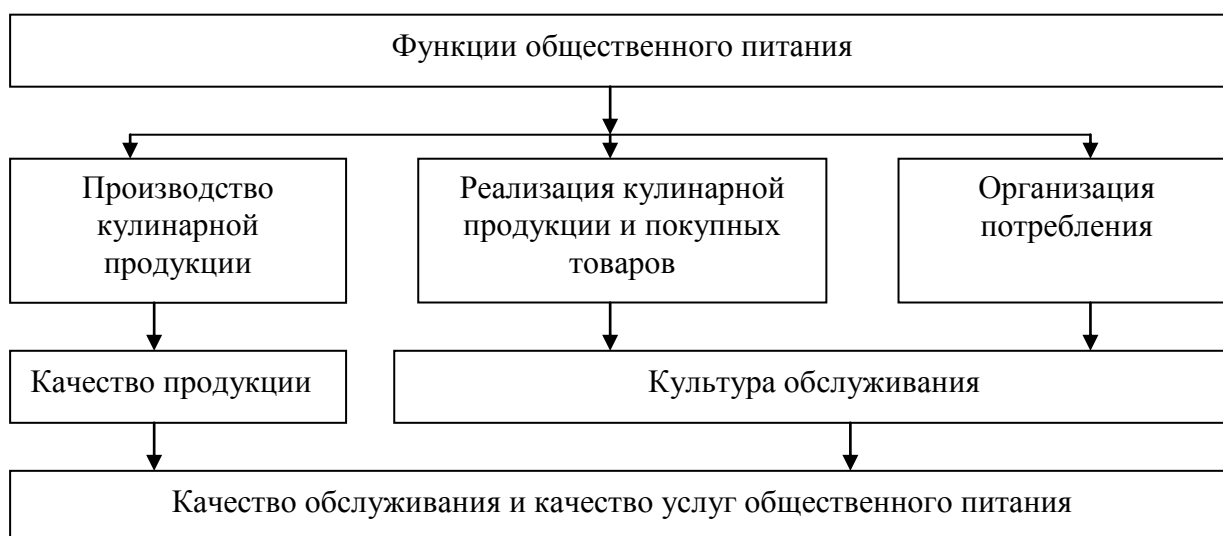 Функции общественного питания
Производство
кулинарной
продукции
Реализация кулинарной
продукции и покупных
товаров
Организация
потребления
Качество продукции
Культура обслуживания
Качество обслуживания и качество услуг общественного питания